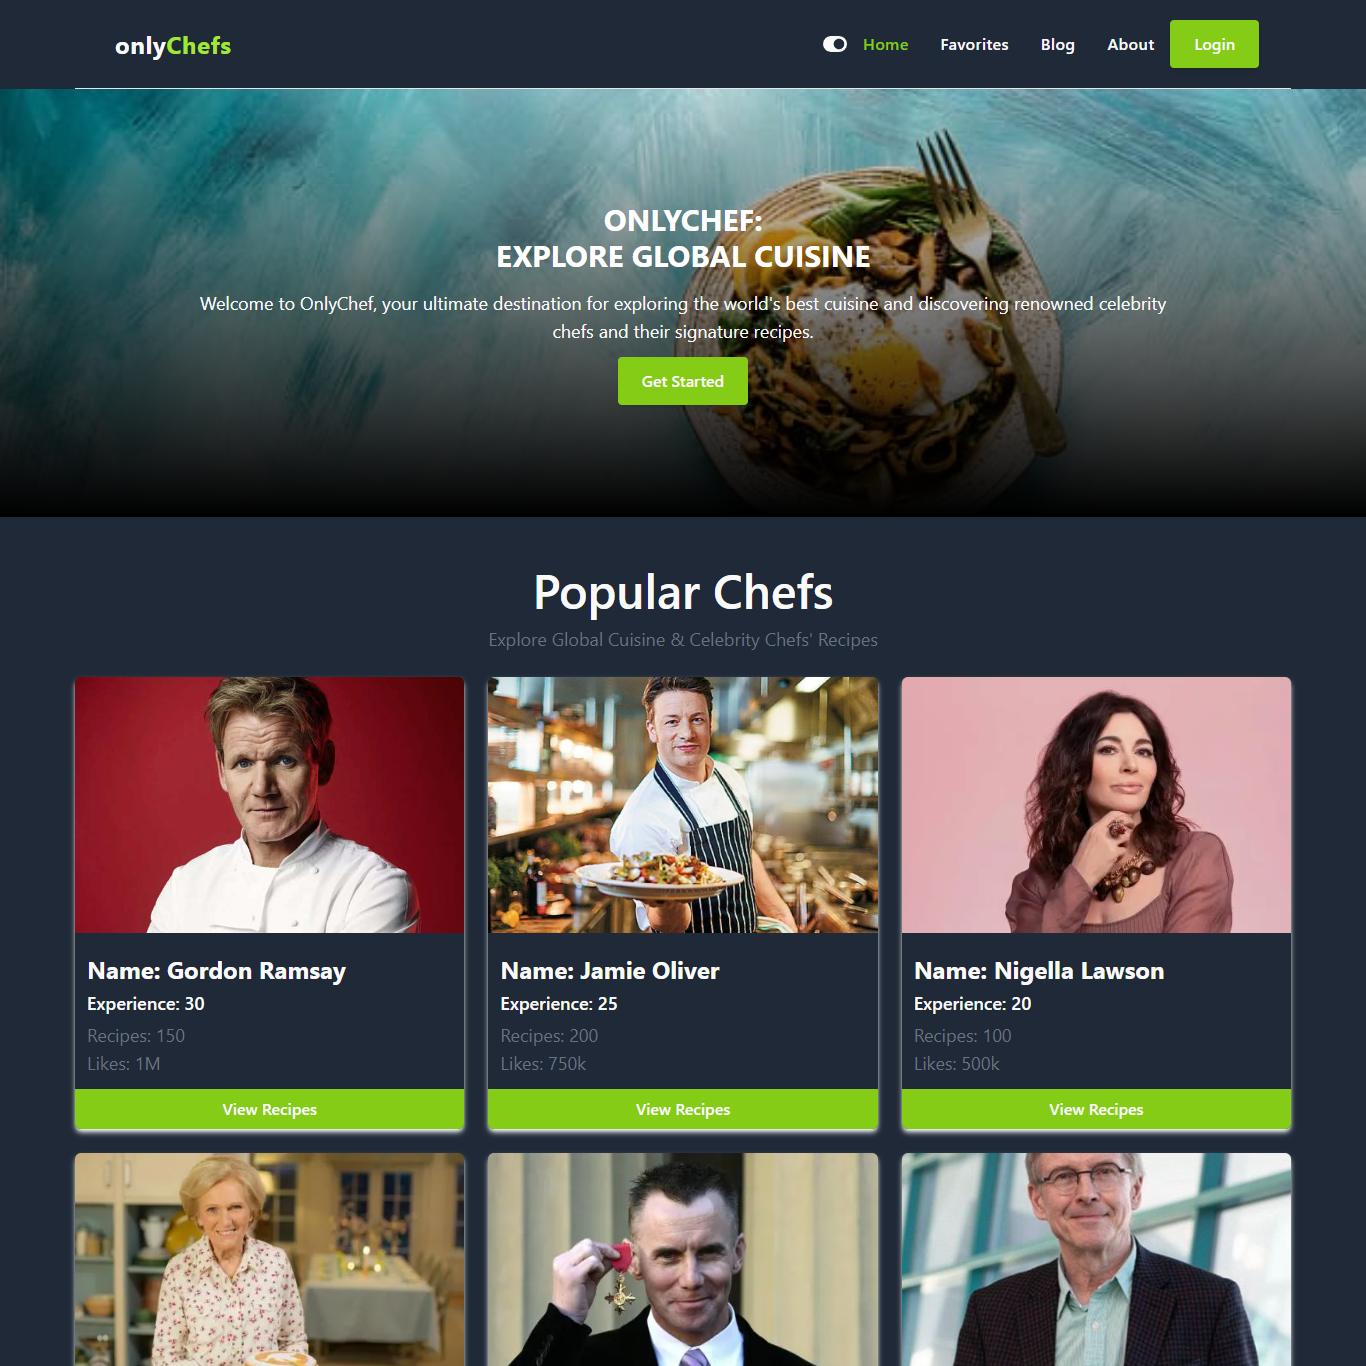 onlyChefs
Home Favorites Blog About Login
ONLYCHEF:
EXPLORE GLOBAL CUISINE
Welcome to OnlyChef, your ultimate destination for exploring the world's best cuisine and discovering renowned celebrity
chefs and their signature recipes.
Get Started
Popular Chefs
Explore Global Cuisine & Celebrity Chefs' Recipes
Name: Gordon Ramsay
Experience: 30
Recipes: 150
Likes: 1M
View Recipes
Name: Jamie Oliver
Experience: 25
Recipes: 200
Likes: 750k
View Recipes
Name: Nigella Lawson
Experience: 20
Recipes: 100
Likes: 500k
View Recipes